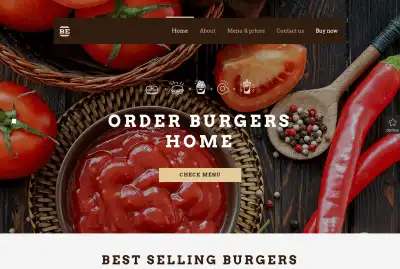 BE
Home
About
Menu & prices
Contact us
Buy now
ORDER BURGERS
HOME
CHECK MENU
BEST SELLING BURGERS